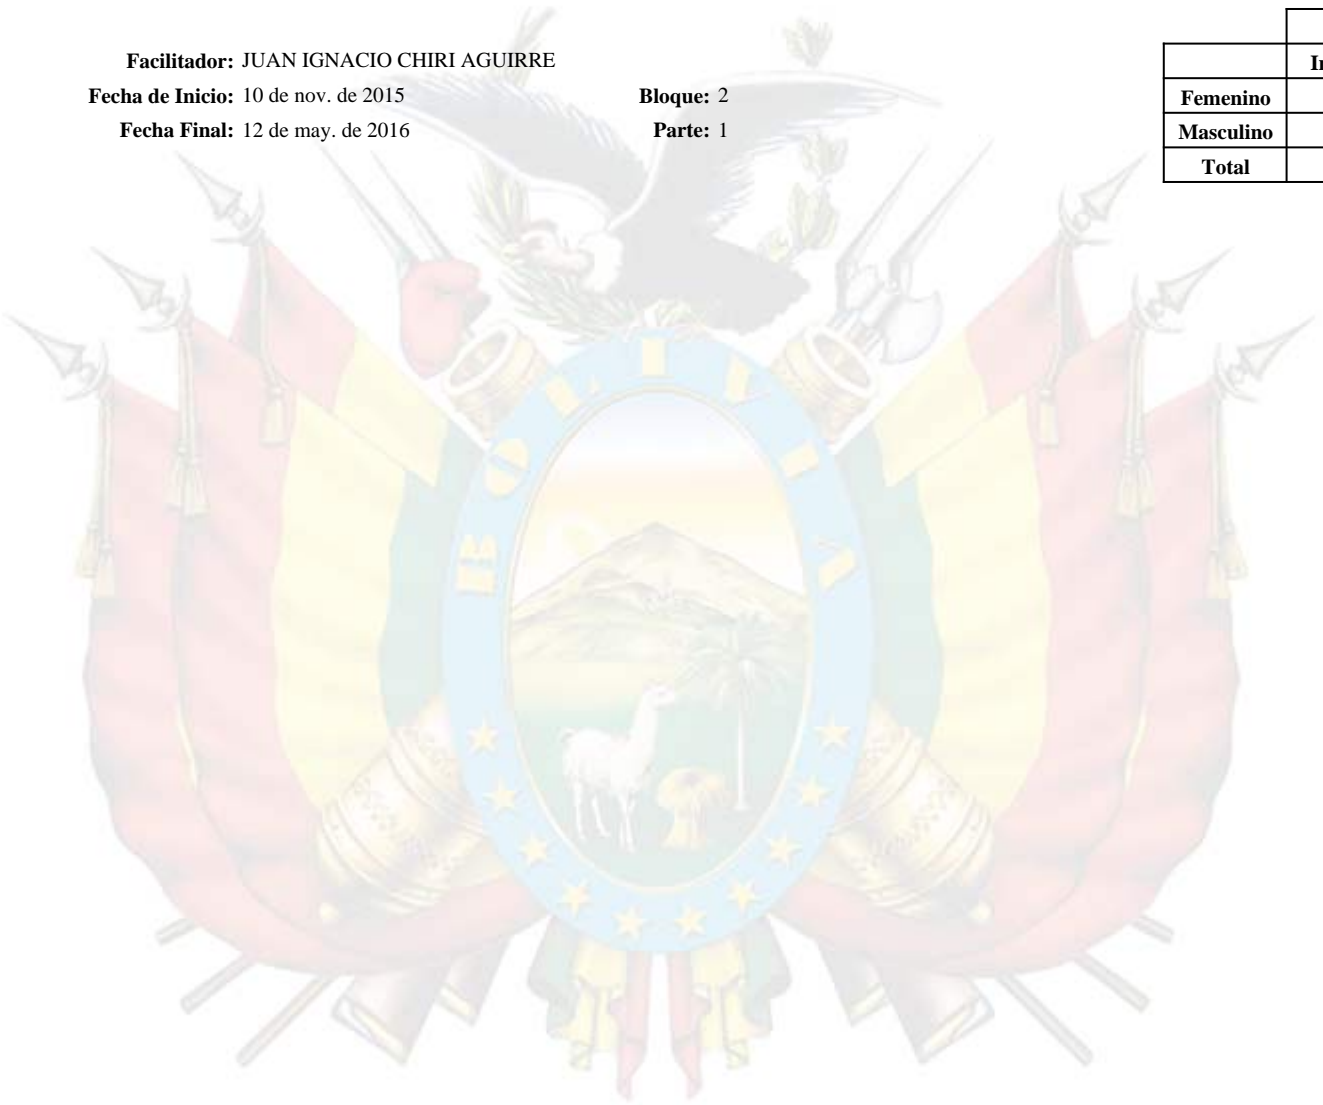 Facilitador: JUAN IGNACIO CHIRI AGUIRRE
Fecha de Inicio: 10 de nov. de 2015 Bloque: 2
Fecha Final: 12 de may. de 2016 Parte: 1
Femenino
Masculino
Total
BOLIVIA